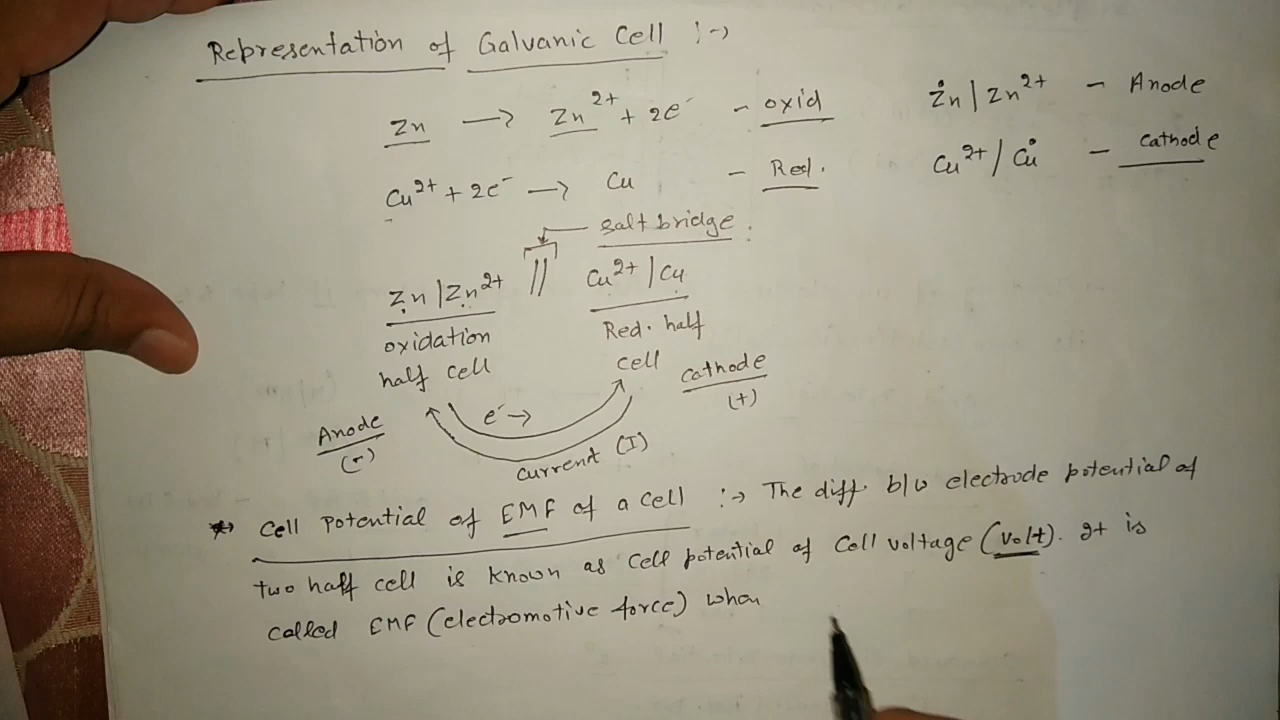 Representation of Galvanic Cell :→
Zn → Zn²⁺ + 2e⁻ - oxid
Zn | Zn²⁺ - Anode
Cu²⁺ + 2e⁻ → Cu - Red.
Cu²⁺ / Cu - Cathode
salt bridge.
Zn | Zn²⁺ || Cu²⁺ | Cu
oxidation
half cell
Red. half
cell
Anode
(-)
Cathode
(+)
e⁻ →
Current (I)
Cell Potential of EMF of a Cell :→ The diff. b/w electrode potential of
two half cell is known as Cell potential of Cell voltage (volt). It is
called EMF (electromotive force) when